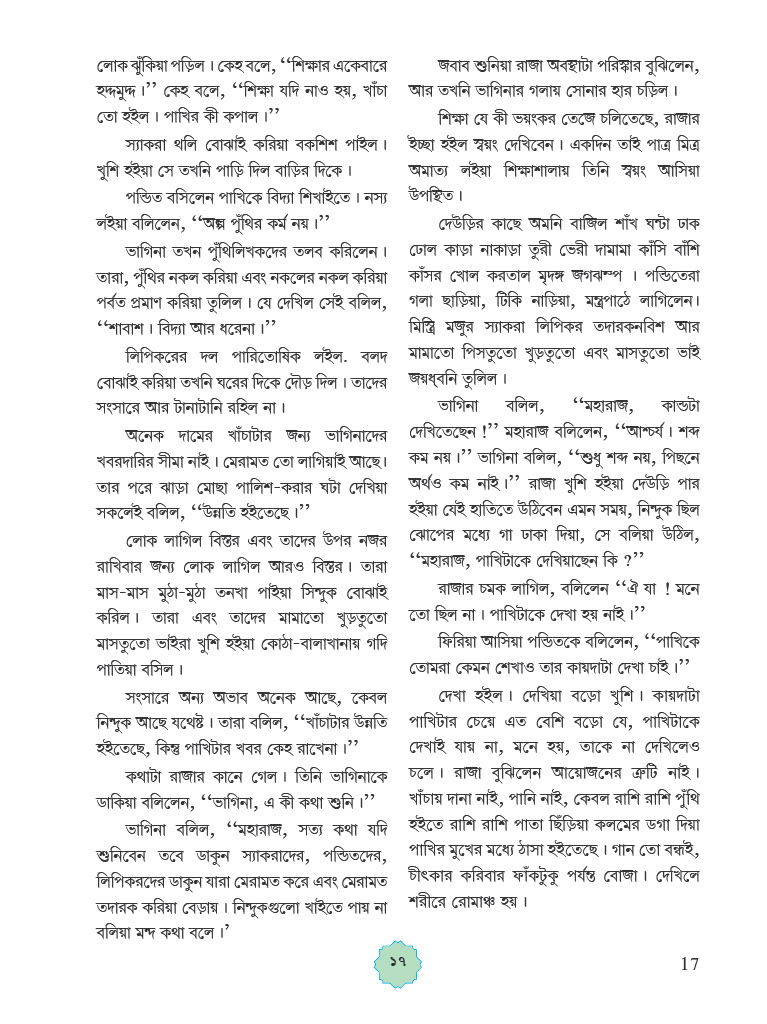 লোক ঝুঁকিয়া পড়িল। কেহ বলে, ‘‘শিক্ষার একেবারে
হদ্দমুদ্দ।’’ কেহ বলে, ‘‘শিক্ষা যদি নাও হয়, খাঁচা
তো হইল। পাখির কী কপাল।’’
স্যাকরা থলি বোঝাই করিয়া বকশিশ পাইল।
খুশি হইয়া সে তখনি পাড়ি দিল বাড়ির দিকে।
পন্ডিত বসিলেন পাখিকে বিদ্যা শিখাইতে। নস্য
লইয়া বলিলেন, ‘‘অল্প পুঁথির কর্ম নয়।’’
ভাগিনা তখন পুঁথিলিখকদের তলব করিলেন।
তারা, পুঁথির নকল করিয়া এবং নকলের নকল করিয়া
পর্বত প্রমাণ করিয়া তুলিল। যে দেখিল সেই বলিল,
‘‘শাবাশ। বিদ্যা আর ধরেনা।’’
লিপিকরের দল পারিতোষিক লইল. বলদ
বোঝাই করিয়া তখনি ঘরের দিকে দৌড় দিল। তাদের
সংসারে আর টানাটানি রহিল না।
অনেক দামের খাঁচাটার জন্য ভাগিনাদের
খবরদারির সীমা নাই। মেরামত তো লাগিয়াই আছে।
তার পরে ঝাড়া মোছা পালিশ-করার ঘটা দেখিয়া
সকলেই বলিল, ‘‘উন্নতি হইতেছে।’’
লোক লাগিল বিস্তর এবং তাদের উপর নজর
রাখিবার জন্য লোক লাগিল আরও বিস্তর। তারা
মাস-মাস মুঠা-মুঠা তনখা পাইয়া সিন্দুক বোঝাই
করিল। তারা এবং তাদের মামাতো খুড়তুতো
মাসতুতো ভাইরা খুশি হইয়া কোঠা-বালাখানায় গদি
পাতিয়া বসিল।
সংসারে অন্য অভাব অনেক আছে, কেবল
নিন্দুক আছে যথেষ্ট। তারা বলিল, ‘‘খাঁচাটার উন্নতি
হইতেছে, কিন্তু পাখিটার খবর কেহ রাখেনা।’’
কথাটা রাজার কানে গেল। তিনি ভাগিনাকে
ডাকিয়া বলিলেন, ‘‘ভাগিনা, এ কী কথা শুনি।’’
ভাগিনা বলিল, ‘‘মহারাজ, সত্য কথা যদি
শুনিবেন তবে ডাকুন স্যাকরাদের, পন্ডিতদের,
লিপিকরদের ডাকুন যারা মেরামত করে এবং মেরামত
তদারক করিয়া বেড়ায়। নিন্দুকগুলো খাইতে পায় না
বলিয়া মন্দ কথা বলে।’
জবাব শুনিয়া রাজা অবস্থাটা পরিস্কার বুঝিলেন,
আর তখনি ভাগিনার গলায় সোনার হার চড়িল।
শিক্ষা যে কী ভয়ংকর তেজে চলিতেছে, রাজার
ইচ্ছা হইল স্বয়ং দেখিবেন। একদিন তাই পাত্র মিত্র
অমাত্য লইয়া শিক্ষাশালায় তিনি স্বয়ং আসিয়া
উপস্থিত।
দেউড়ির কাছে অমনি বাজিল শাঁখ ঘন্টা ঢাক
ঢোল কাড়া নাকাড়া তুরী ভেরী দামামা কাঁসি বাঁশি
কাঁসর খোল করতাল মৃদঙ্গ জগঝম্প । পন্ডিতেরা
গলা ছাড়িয়া, টিকি নাড়িয়া, মন্ত্রপাঠে লাগিলেন।
মিস্ত্রি মজুর স্যাকরা লিপিকর তদারকনবিশ আর
মামাতো পিসতুতো খুড়তুতো এবং মাসতুতো ভাই
জয়ধ্বনি তুলিল।
ভাগিনা বলিল, ‘‘মহারাজ, কান্ডটা
দেখিতেছেন!’’ মহারাজ বলিলেন, ‘‘আশ্চর্য। শব্দ
কম নয়।’’ ভাগিনা বলিল, ‘‘শুধু শব্দ নয়, পিছনে
অর্থও কম নাই।’’ রাজা খুশি হইয়া দেউড়ি পার
হইয়া যেই হাতিতে উঠিবেন এমন সময়, নিন্দুক ছিল
ঝোপের মধ্যে গা ঢাকা দিয়া, সে বলিয়া উঠিল,
‘‘মহারাজ, পাখিটাকে দেখিয়াছেন কি ?’’
রাজার চমক লাগিল, বলিলেন ‘‘ঐ যা ! মনে
তো ছিল না। পাখিটাকে দেখা হয় নাই।’’
ফিরিয়া আসিয়া পন্ডিতকে বলিলেন, ‘‘পাখিকে
তোমরা কেমন শেখাও তার কায়দাটা দেখা চাই।’’
দেখা হইল। দেখিয়া বড়ো খুশি। কায়দাটা
পাখিটার চেয়ে এত বেশি বড়ো যে, পাখিটাকে
দেখাই যায় না, মনে হয়, তাকে না দেখিলেও
চলে। রাজা বুঝিলেন আয়োজনের ত্রুটি নাই।
খাঁচায় দানা নাই, পানি নাই, কেবল রাশি রাশি পুঁথি
হইতে রাশি রাশি পাতা ছিঁড়িয়া কলমের ডগা দিয়া
পাখির মুখের মধ্যে ঠাসা হইতেছে। গান তো বন্ধই,
চীৎকার করিবার ফাঁকটুকু পর্যন্ত বোজা। দেখিলে
শরীরে রোমাঞ্চ হয়।
১৭
17